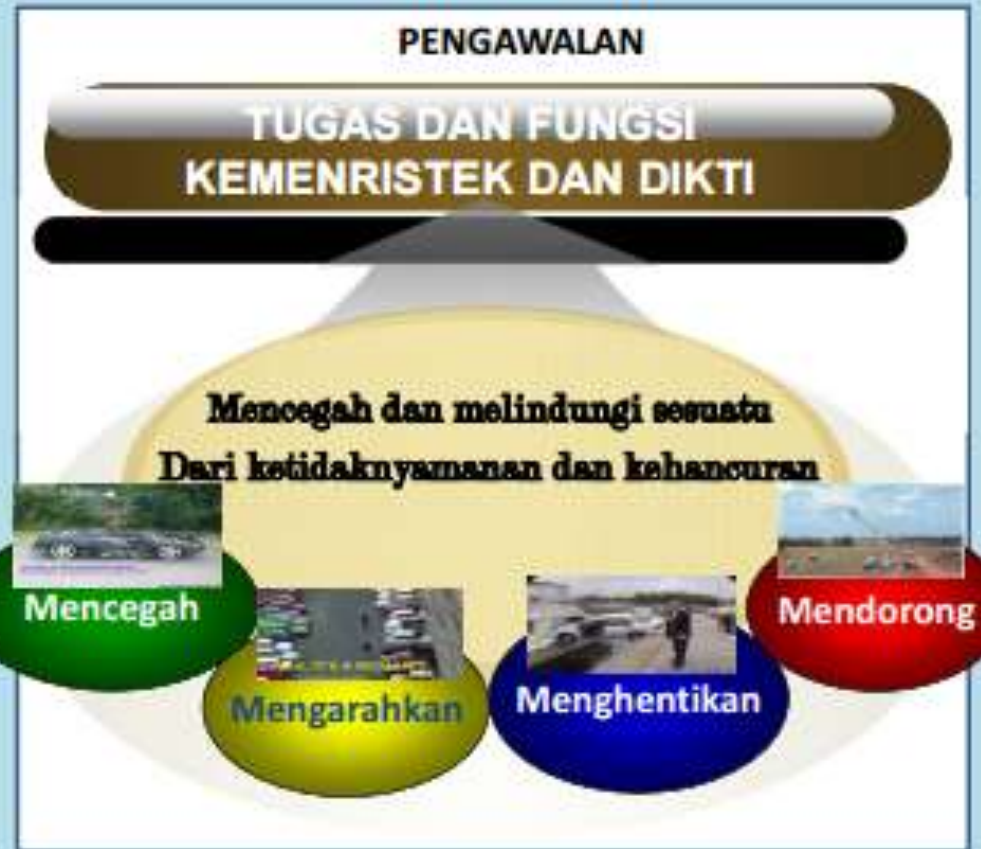 PENGAWALAN
TUGAS DAN FUNGSI
KEMENRISTEK DAN DIKTI
Mencegah dan melindungi sesuatu
Dari ketidaknyamanan dan kehancuran
Mencegah
Mengarahkan
Menghentikan
Mendorong